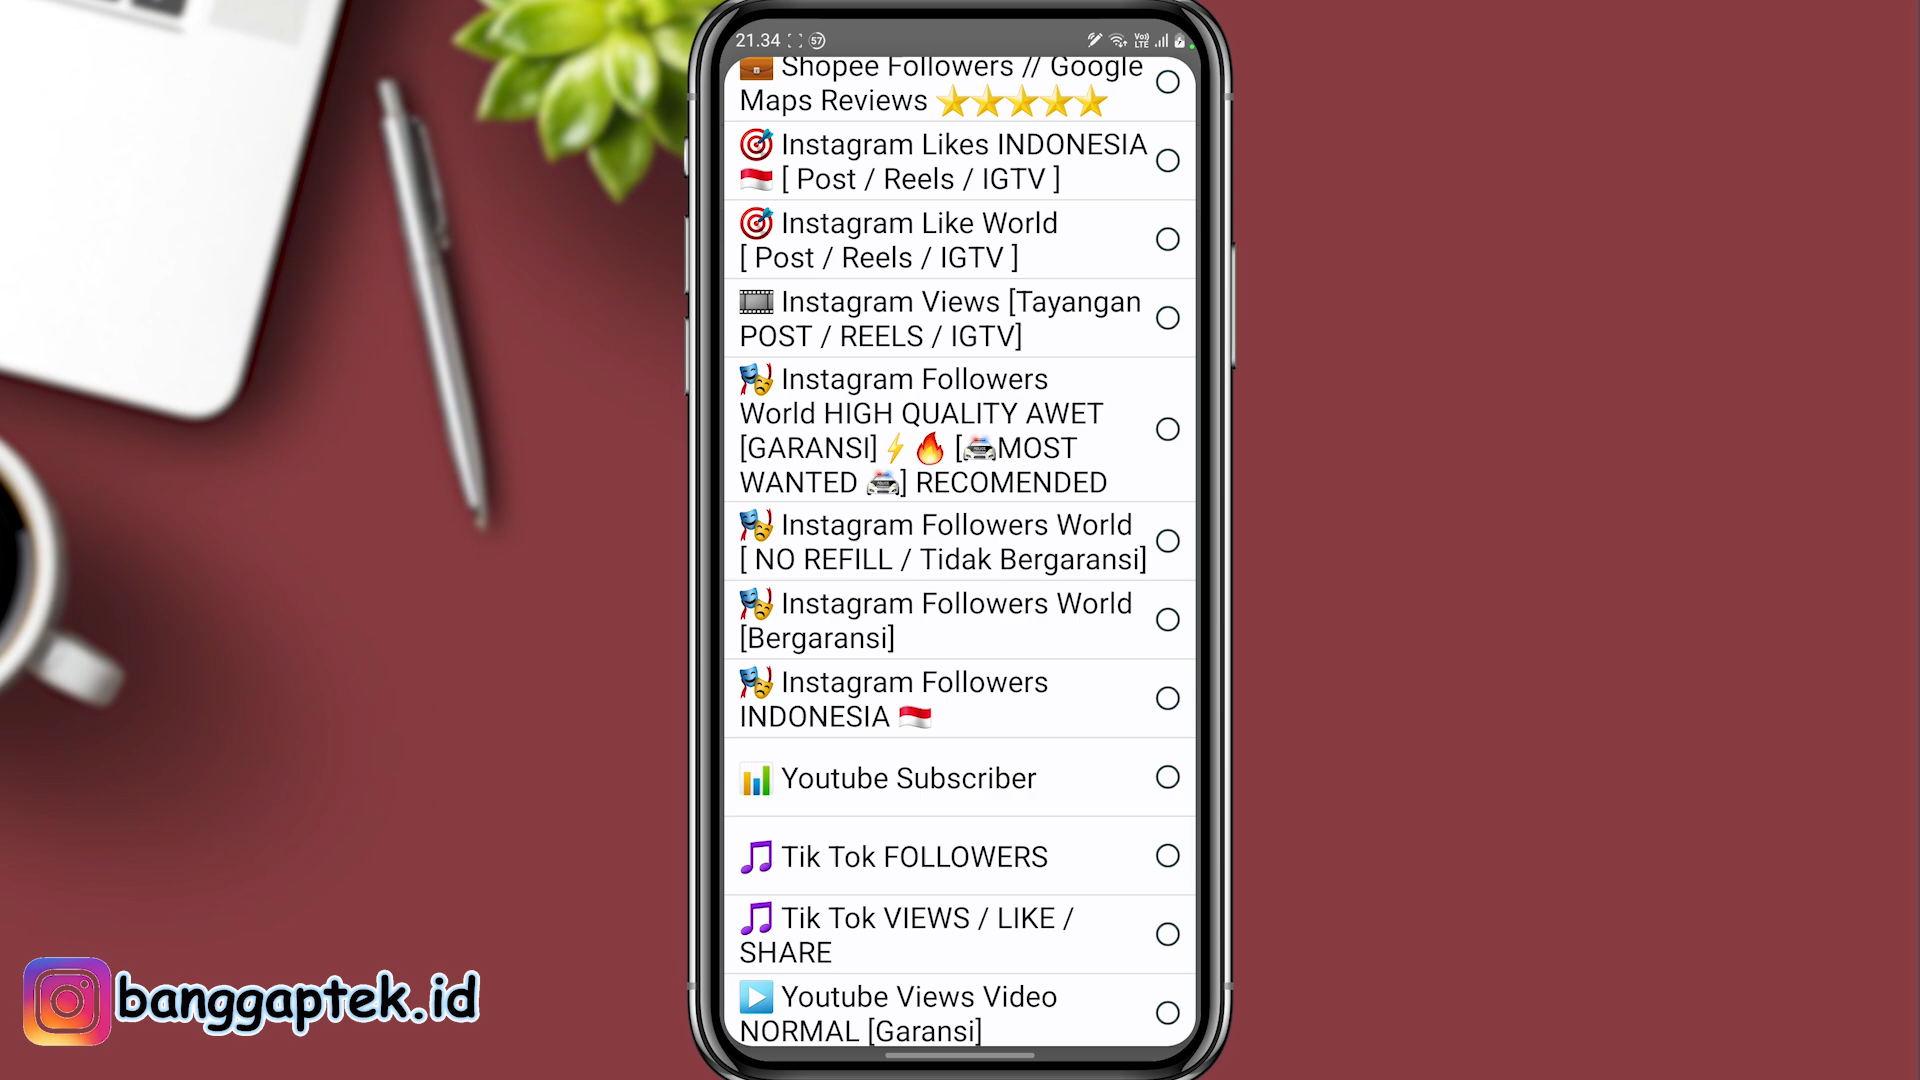 21.34 57
Shopee Followers // Google
Maps Reviews ⭐⭐⭐⭐⭐
🎯 Instagram Likes INDONESIA
🇮🇩 [ Post / Reels / IGTV ]
🎯 Instagram Like World
[ Post / Reels / IGTV ]
🎞️ Instagram Views [Tayangan
POST / REELS / IGTV]
🎭 Instagram Followers
World HIGH QUALITY AWET
[GARANSI]⚡🔥 [🚔MOST
WANTED 🚔] RECOMENDED
🎭 Instagram Followers World
[ NO REFILL / Tidak Bergaransi]
🎭 Instagram Followers World
[Bergaransi]
🎭 Instagram Followers
INDONESIA 🇮🇩
📊 Youtube Subscriber
🎵 Tik Tok FOLLOWERS
🎵 Tik Tok VIEWS / LIKE /
SHARE
▶️ Youtube Views Video
NORMAL [Garansi]
banggaptek.id